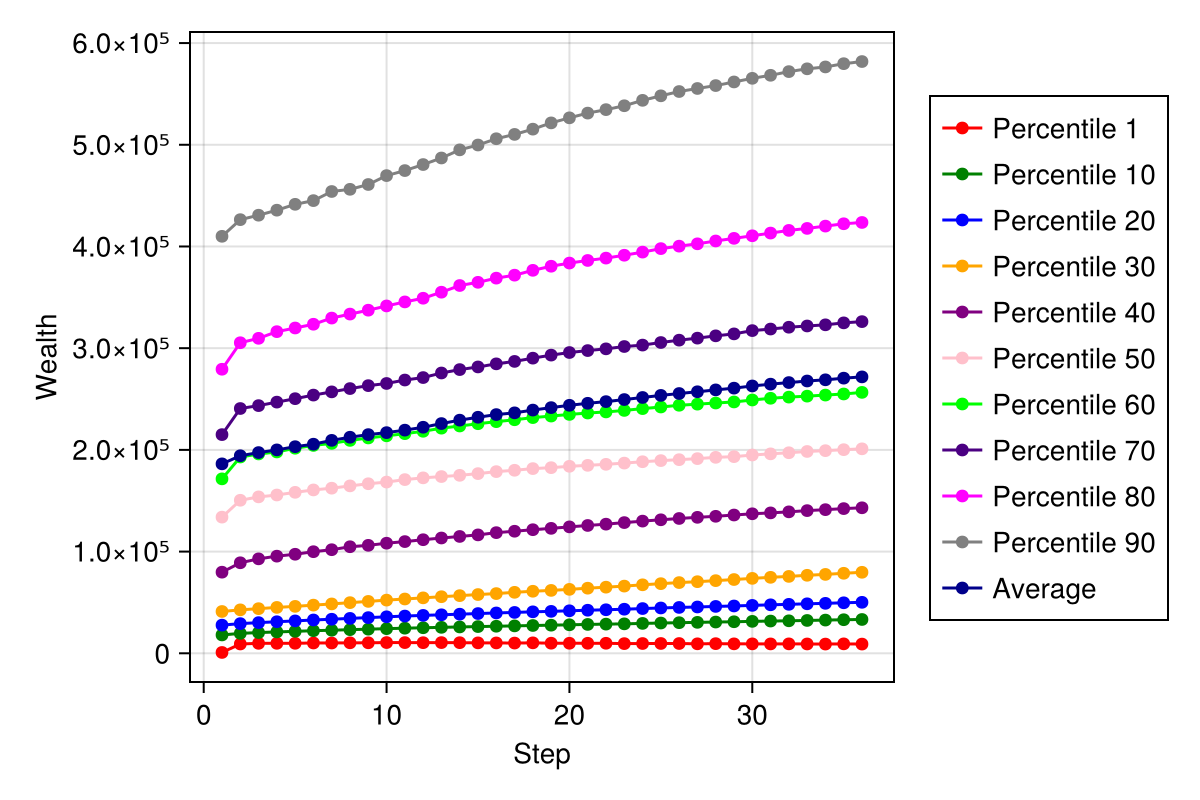 6.0×10⁵
5.0×10⁵
4.0×10⁵
3.0×10⁵
2.0×10⁵
1.0×10⁵
0
Wealth
0 10 20 30
Step
Percentile 1
Percentile 10
Percentile 20
Percentile 30
Percentile 40
Percentile 50
Percentile 60
Percentile 70
Percentile 80
Percentile 90
Average